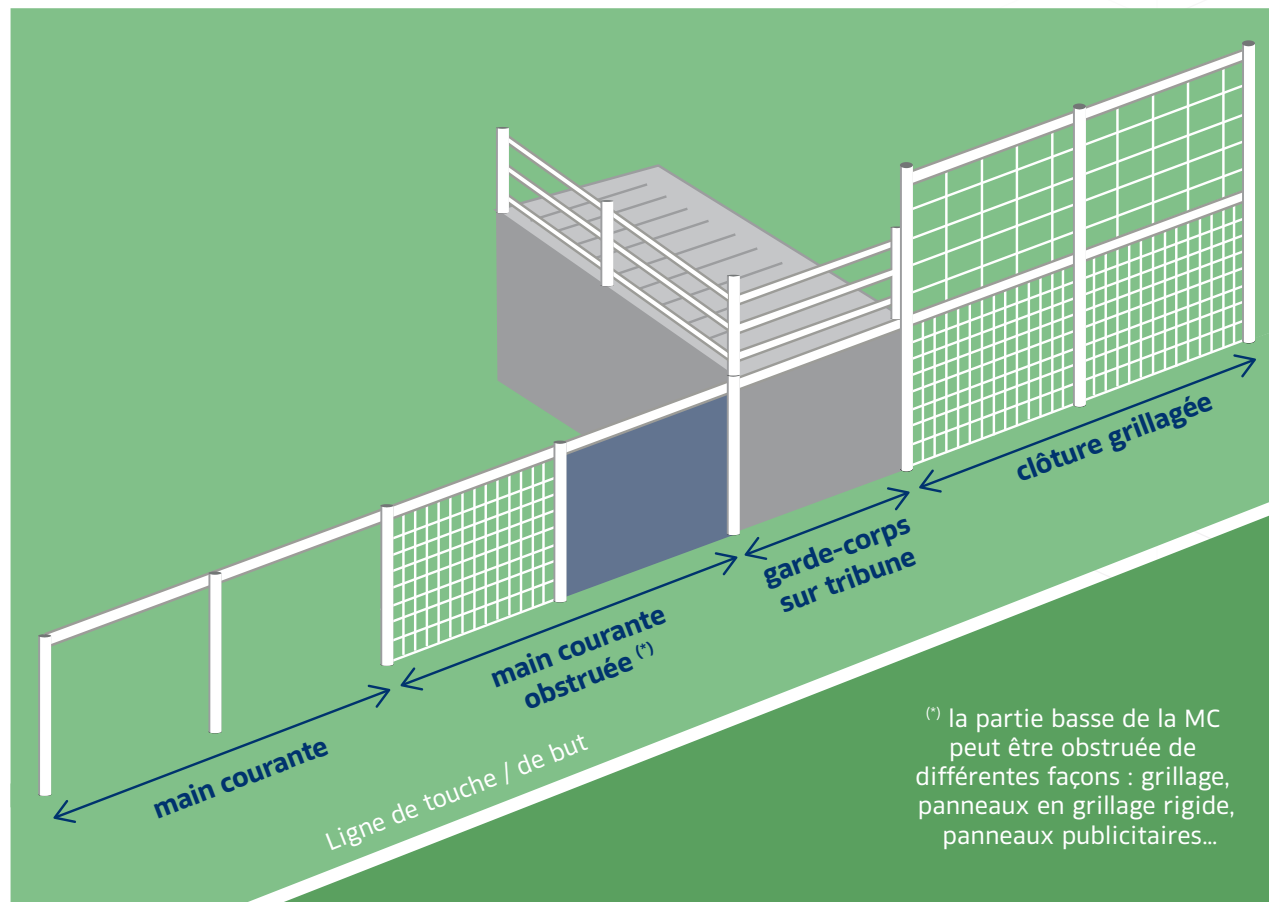 clôture grillagée
garde-corps
sur tribune
main courante
obstruée (*)
main courante
Ligne de touche / de but
(*) la partie basse de la MC
peut être obstruée de
différentes façons : grillage,
panneaux en grillage rigide,
panneaux publicitaires...